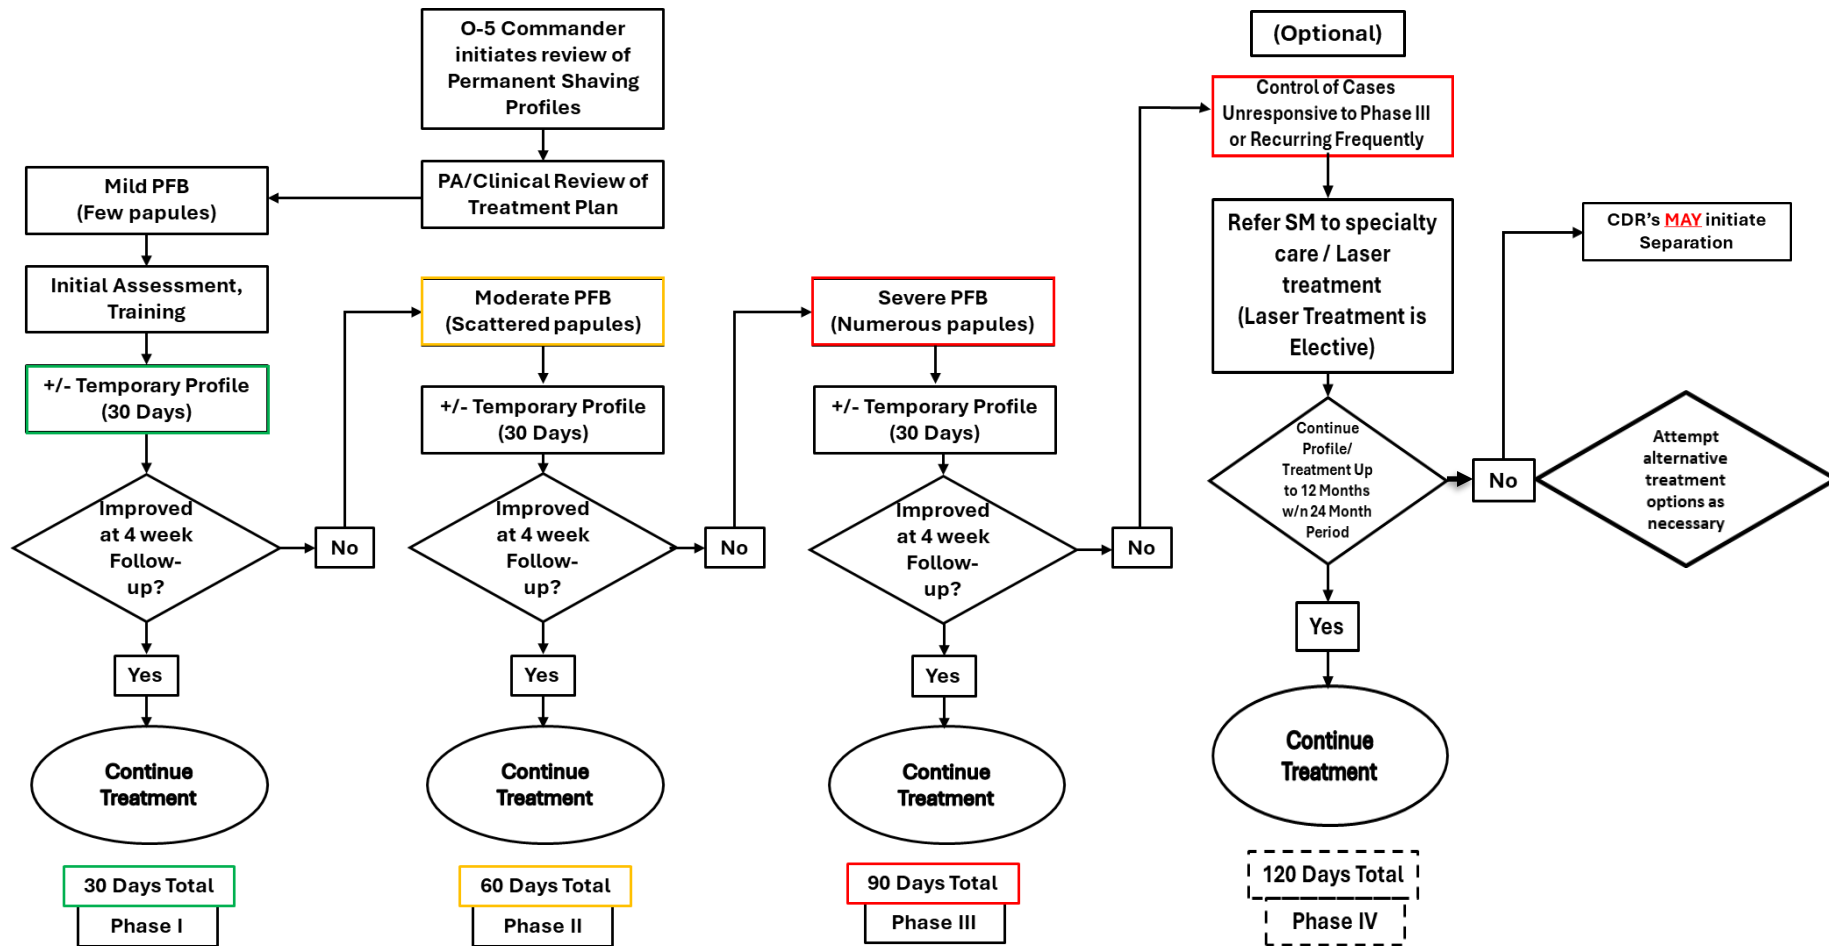 O-5 Commander
initiates review of
Permanent Shaving
Profiles
PA/Clinical Review of
Treatment Plan
Mild PFB
(Few papules)
Initial Assessment,
Training
+/- Temporary Profile
(30 Days)
Improved
at 4 week
Follow-
up?
No
Yes
Continue
Treatment
30 Days Total
Phase I
Moderate PFB
(Scattered papules)
+/- Temporary Profile
(30 Days)
Improved
at 4 week
Follow-
up?
No
Yes
Continue
Treatment
60 Days Total
Phase II
Severe PFB
(Numerous papules)
+/- Temporary Profile
(30 Days)
Improved
at 4 week
Follow-
up?
No
Yes
Continue
Treatment
90 Days Total
Phase III
(Optional)
Control of Cases
Unresponsive to Phase III
or Recurring Frequently
Refer SM to specialty
care / Laser
treatment
(Laser Treatment is
Elective)
Continue
Profile/
Treatment Up
to 12 Months
w/n 24 Month
Period
No
CDR's MAY initiate
Separation
Attempt
alternative
treatment
options as
necessary
Yes
Continue
Treatment
120 Days Total
Phase IV